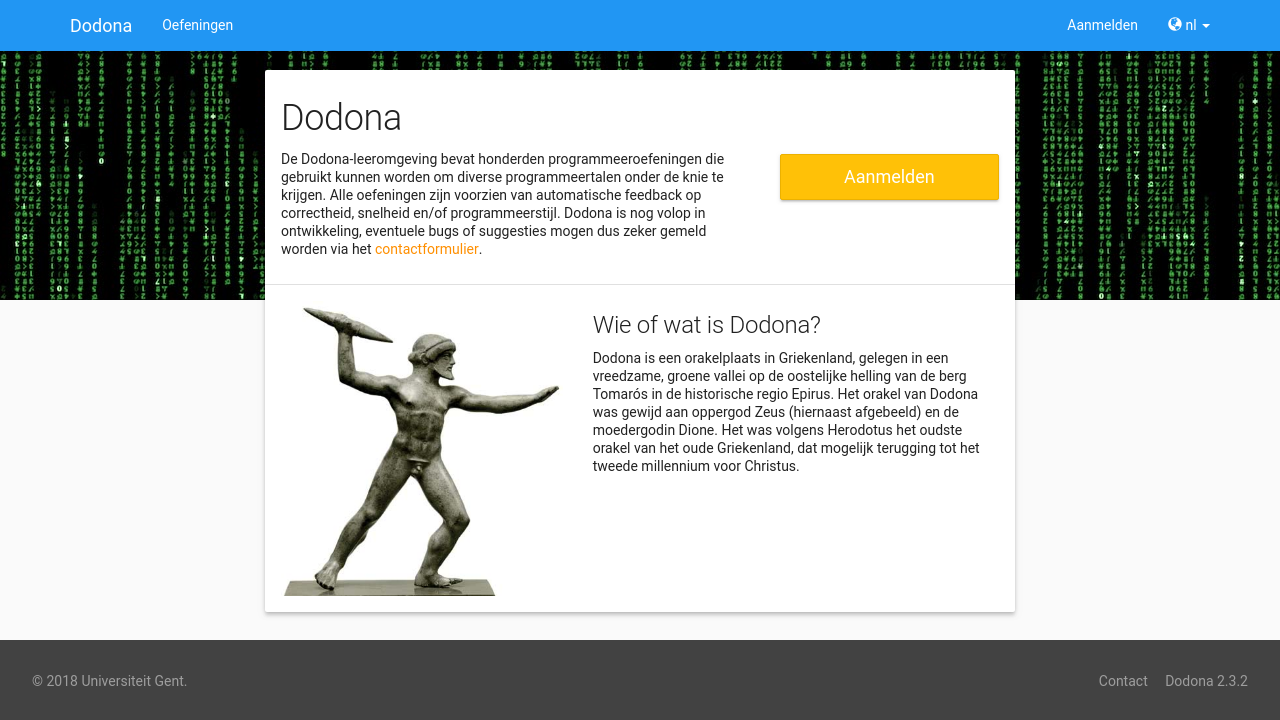 Dodona Oefeningen Aanmelden nl
Dodona
De Dodona-leeromgeving bevat honderden programmeeroefeningen die
gebruikt kunnen worden om diverse programmeertalen onder de knie te
krijgen. Alle oefeningen zijn voorzien van automatische feedback op
correctheid, snelheid en/of programmeerstijl. Dodona is nog volop in
ontwikkeling, eventuele bugs of suggesties mogen dus zeker gemeld
worden via het contactformulier.
Aanmelden
Wie of wat is Dodona?
Dodona is een orakelplaats in Griekenland, gelegen in een
vreedzame, groene vallei op de oostelijke helling van de berg
Tomarós in de historische regio Epirus. Het orakel van Dodona
was gewijd aan oppergod Zeus (hiernaast afgebeeld) en de
moedergodin Dione. Het was volgens Herodotus het oudste
orakel van het oude Griekenland, dat mogelijk terugging tot het
tweede millennium voor Christus.
© 2018 Universiteit Gent.
Contact Dodona 2.3.2